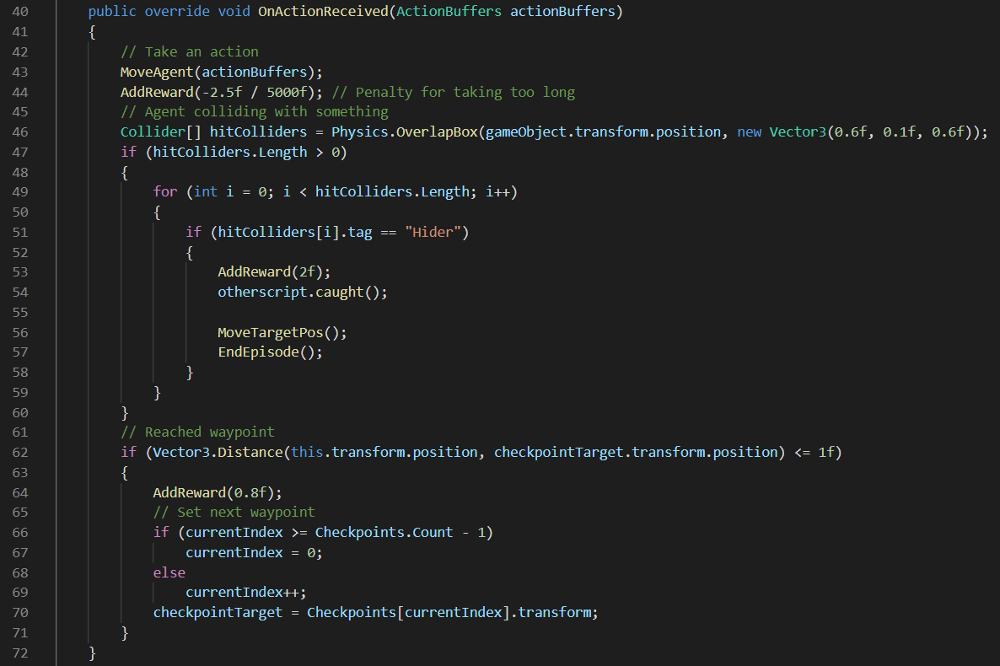 40 public override void OnActionReceived(ActionBuffers actionBuffers)
41 {
42 // Take an action
43 MoveAgent(actionBuffers);
44 AddReward(-2.5f / 5000f); // Penalty for taking too long
45 // Agent colliding with something
46 Collider[] hitColliders = Physics.OverlapBox(gameObject.transform.position, new Vector3(0.6f, 0.1f, 0.6f));
47 if (hitColliders.Length > 0)
48 {
49 for (int i = 0; i < hitColliders.Length; i++)
50 {
51 if (hitColliders[i].tag == "Hider")
52 {
53 AddReward(2f);
54 otherscript.caught();
55
56 MoveTargetPos();
57 EndEpisode();
58 }
59 }
60 }
61 // Reached waypoint
62 if (Vector3.Distance(this.transform.position, checkpointTarget.transform.position) <= 1f)
63 {
64 AddReward(0.8f);
65 // Set next waypoint
66 if (currentIndex >= Checkpoints.Count - 1)
67 currentIndex = 0;
68 else
69 currentIndex++;
70 checkpointTarget = Checkpoints[currentIndex].transform;
71 }
72 }